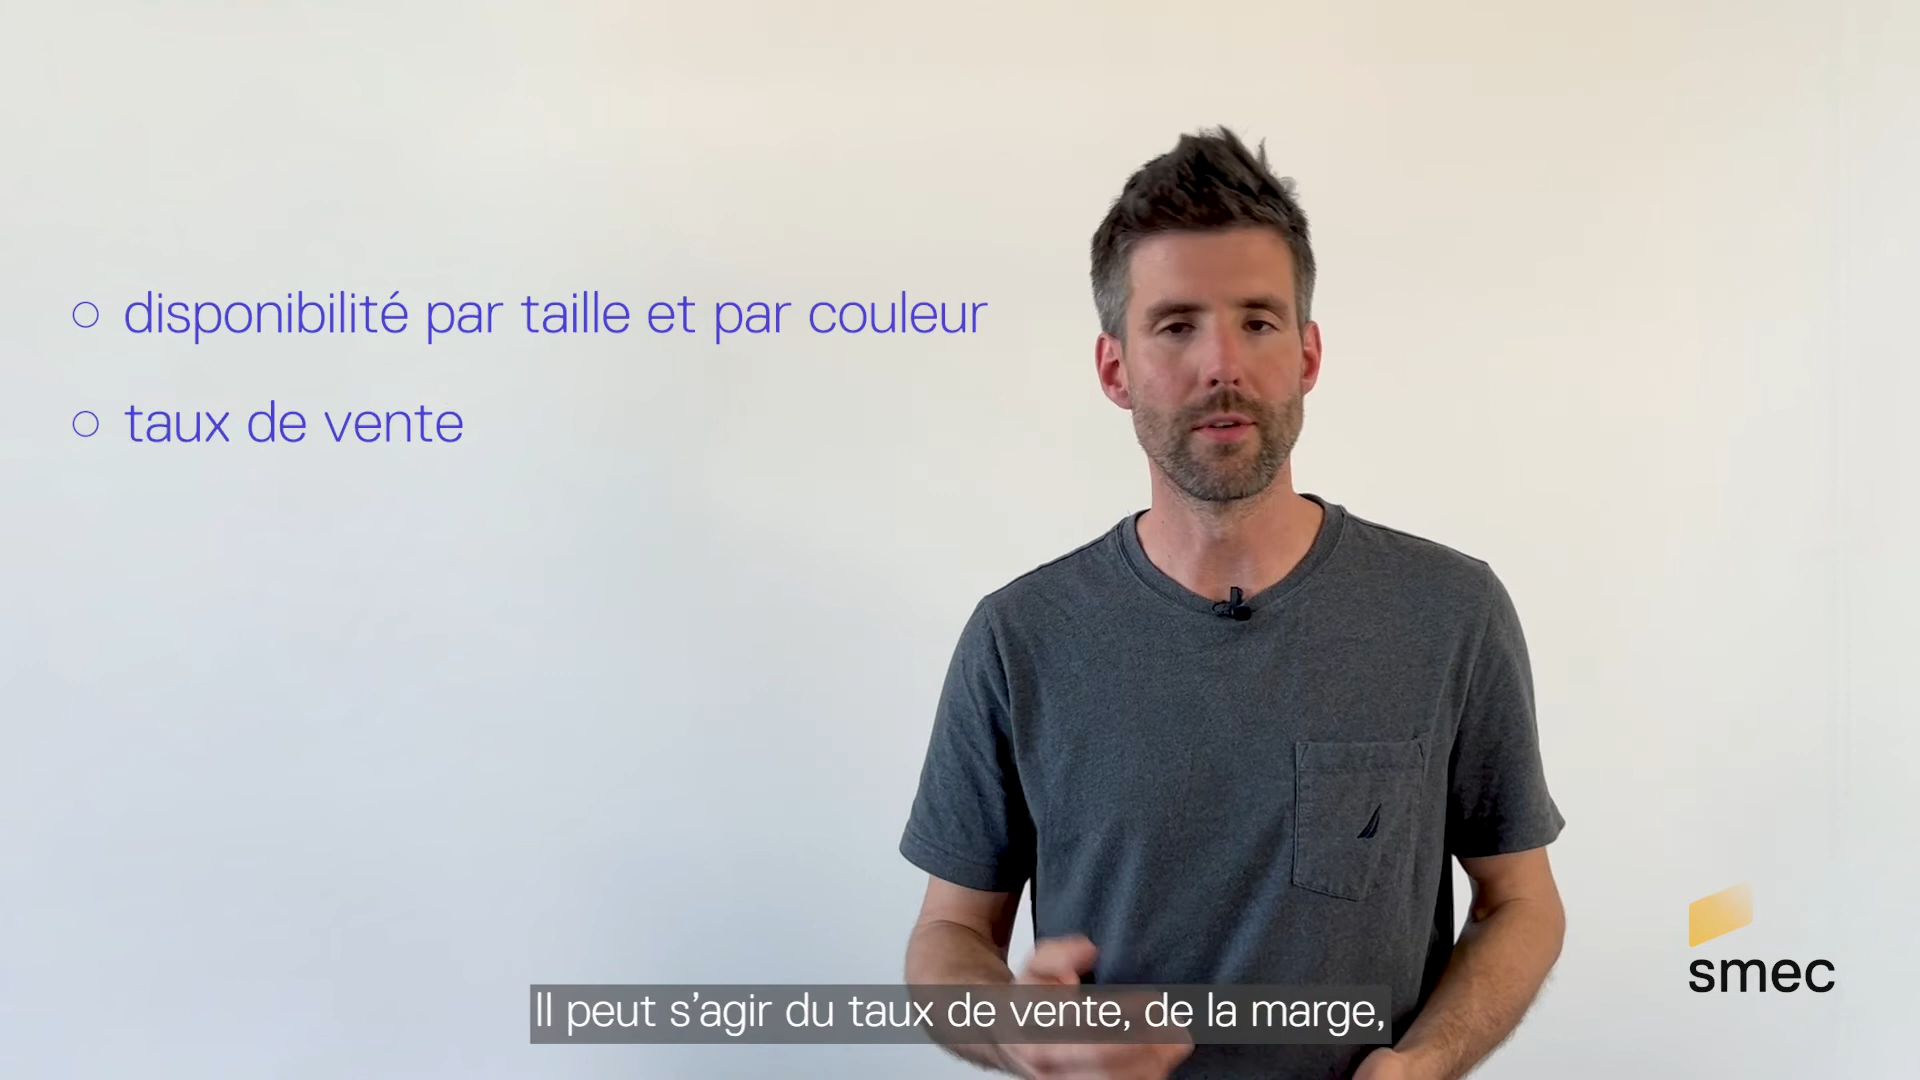 ○ disponibilité par taille et par couleur
○ taux de vente
Il peut s’agir du taux de vente, de la marge,
smec